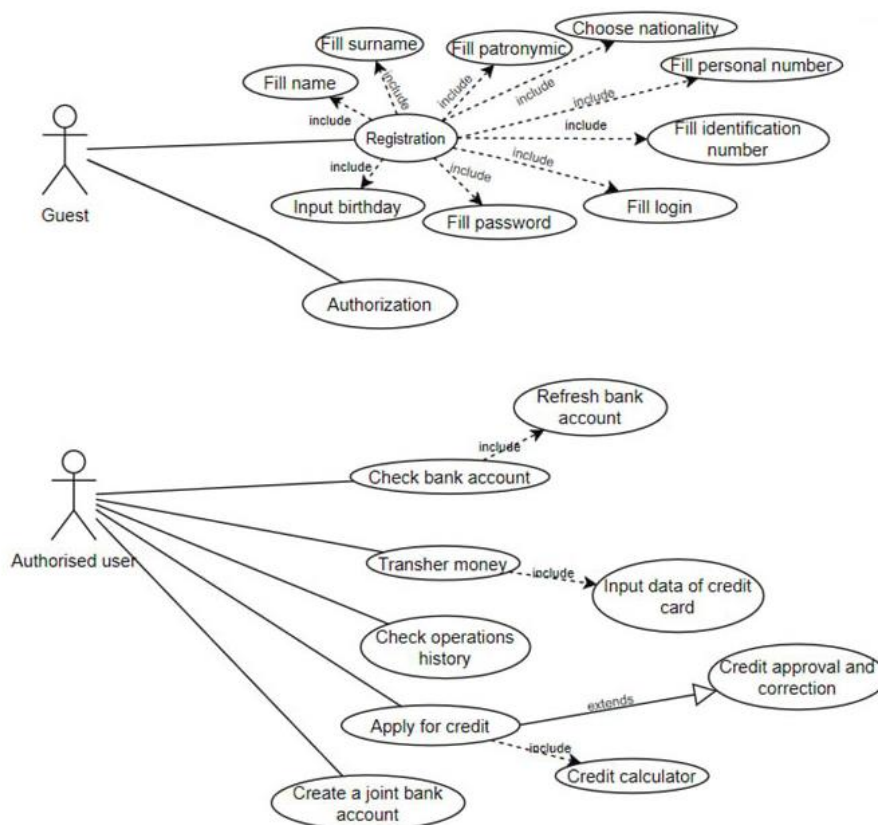 Fill surname
Fill patronymic
Choose nationality
Fill name
Fill personal number
include
include
include
include
include
Registration
include
Fill identification
number
include
include
include
Guest
Input birthday
Fill password
Fill login
Authorization
Refresh bank
account
include
Check bank account
Authorised user
Transher money
include
Input data of credit
card
Check operations
history
Credit approval and
correction
extends
Apply for credit
include
Credit calculator
Create a joint bank
account